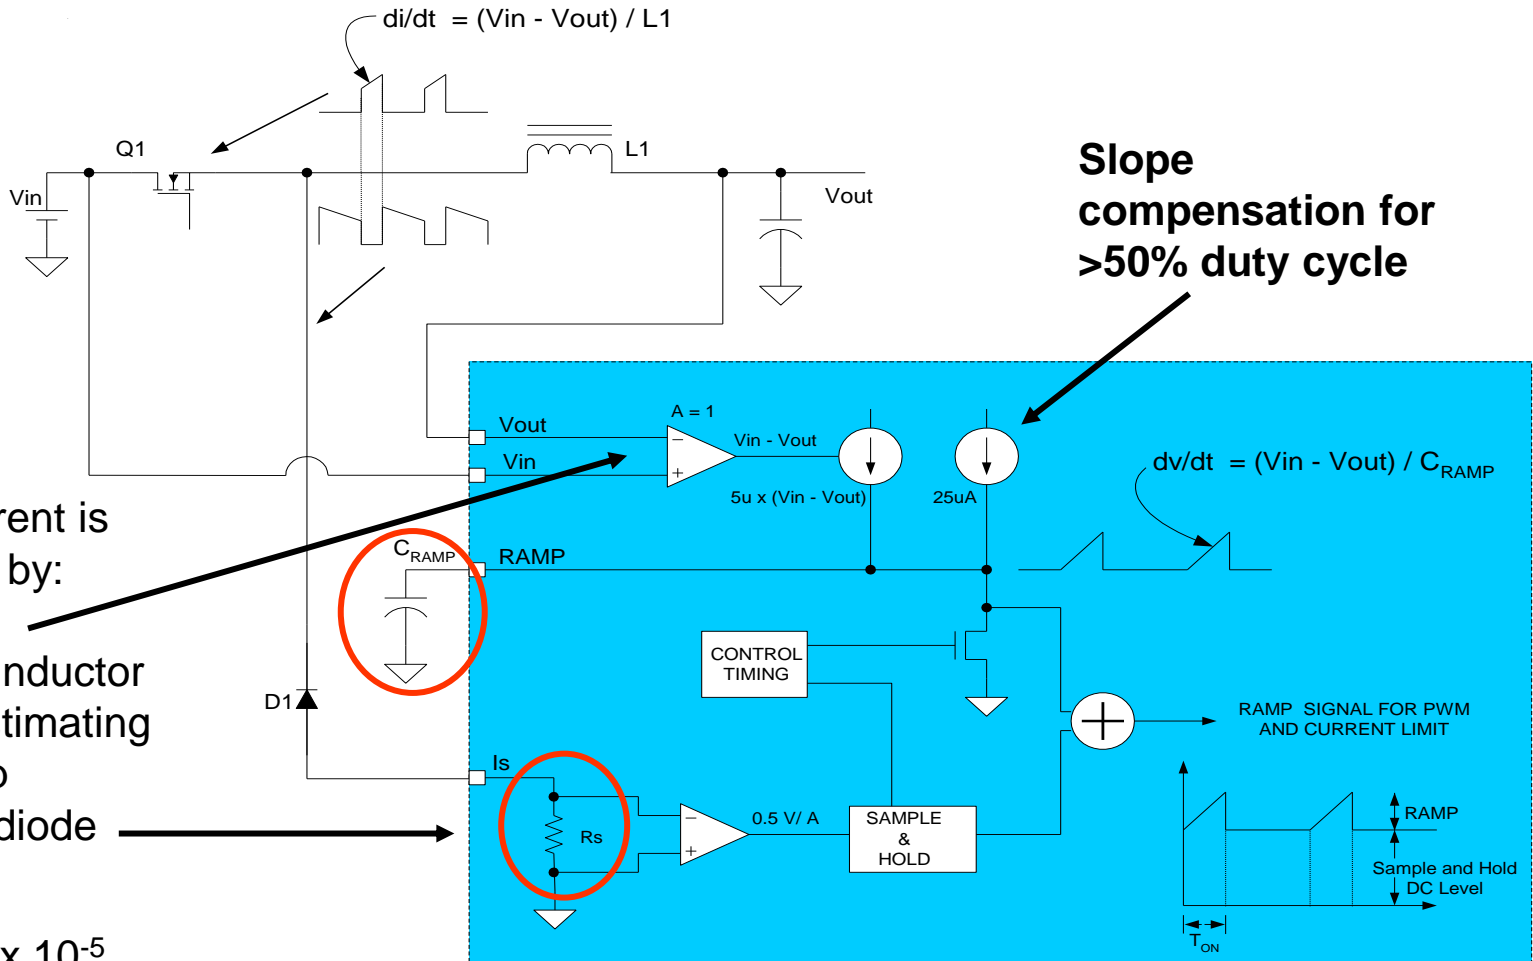 di/dt = (Vin - Vout) / L1
Q1
L1
Vin
Vout
Slope
compensation for
>50% duty cycle
Vout
Vin
A = 1
Vin - Vout
5u x (Vin - Vout)
25uA
dv/dt = (Vin - Vout) / C_RAMP
rent is
by:
C_RAMP
RAMP
nductor
timating
CONTROL
TIMING
D1
diode
Is
Rs
0.5 V/ A
SAMPLE
&
HOLD
RAMP SIGNAL FOR PWM
AND CURRENT LIMIT
RAMP
Sample and Hold
DC Level
T_ON
x 10-5